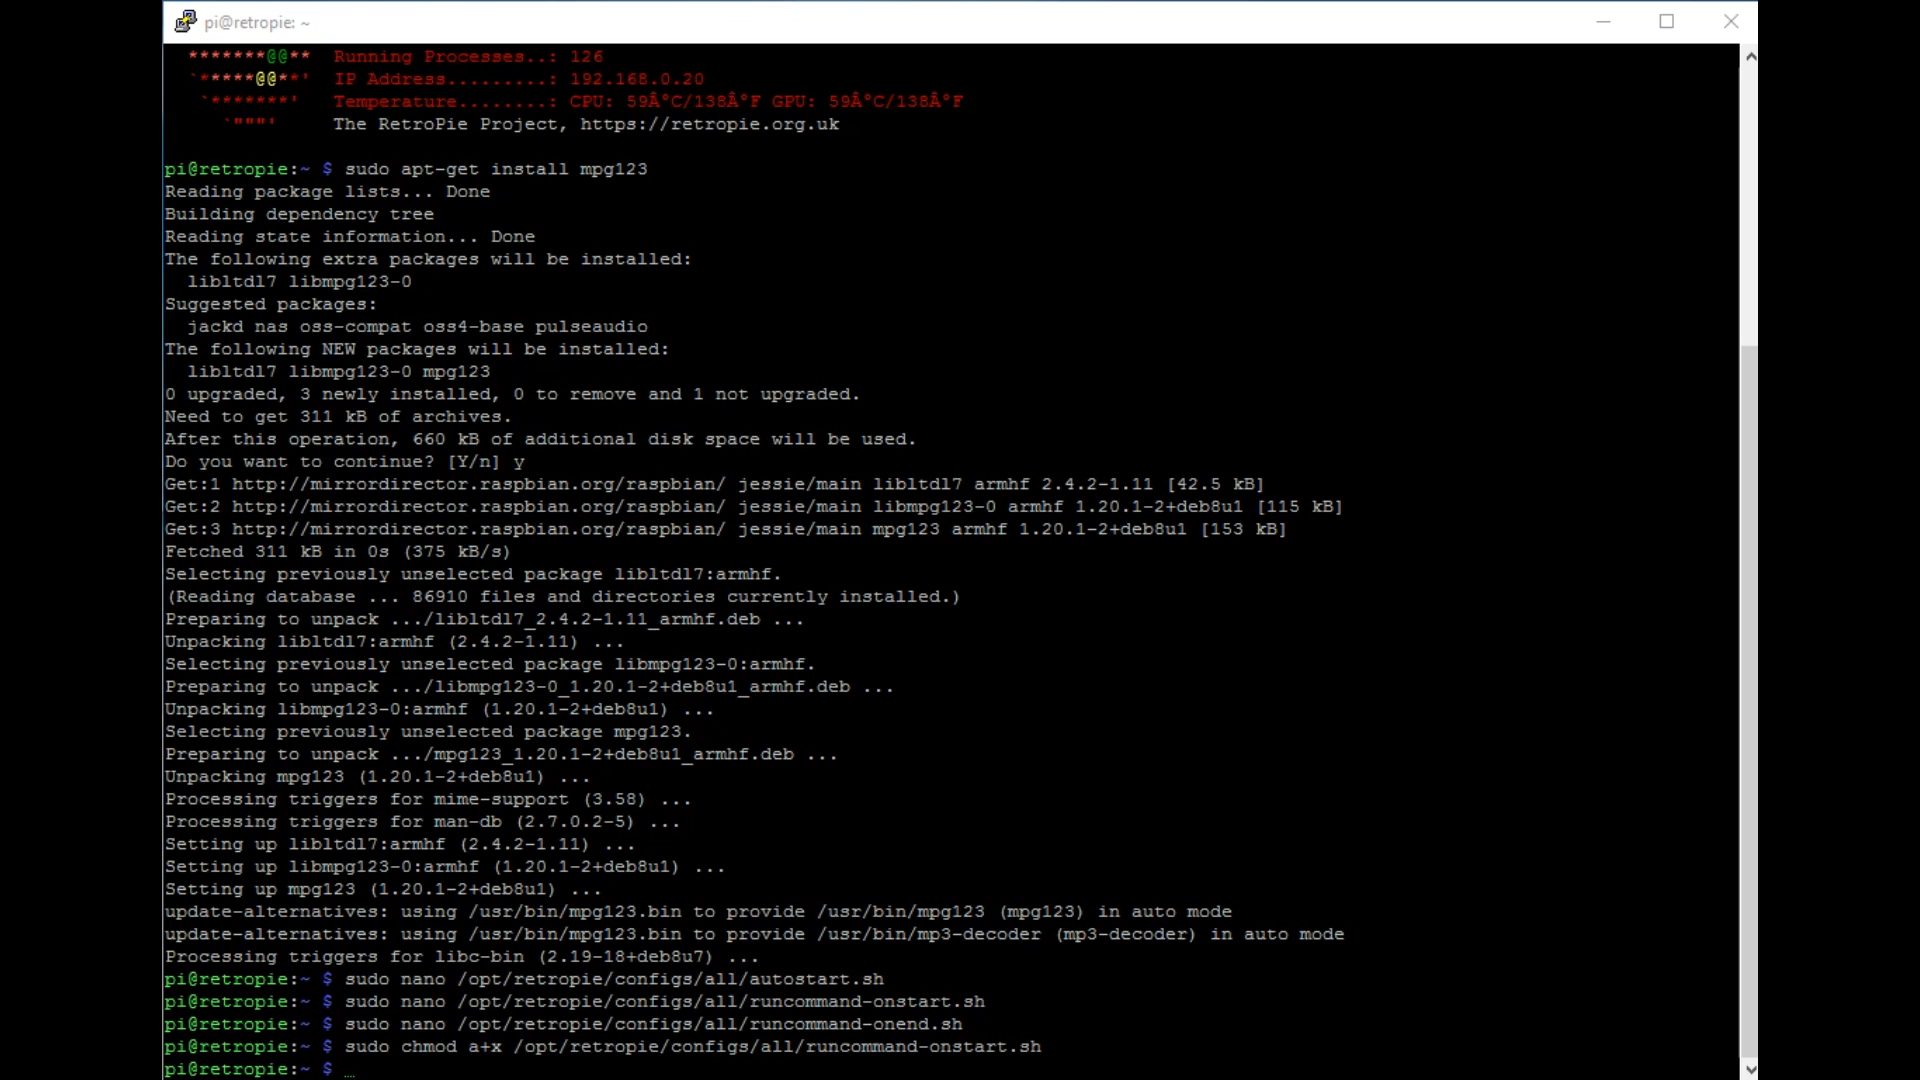 pi@retropie: ~
*******@@**   Running Processes..: 126
`*****@@**'   IP Address.........: 192.168.0.20
`*******'   Temperature........: CPU: 59Â°C/138Â°F GPU: 59Â°C/138Â°F
`"""'   The RetroPie Project, https://retropie.org.uk
pi@retropie:~ $ sudo apt-get install mpg123
Reading package lists... Done
Building dependency tree
Reading state information... Done
The following extra packages will be installed:
  libltdl7 libmpg123-0
Suggested packages:
  jackd nas oss-compat oss4-base pulseaudio
The following NEW packages will be installed:
  libltdl7 libmpg123-0 mpg123
0 upgraded, 3 newly installed, 0 to remove and 1 not upgraded.
Need to get 311 kB of archives.
After this operation, 660 kB of additional disk space will be used.
Do you want to continue? [Y/n] y
Get:1 http://mirrordirector.raspbian.org/raspbian/ jessie/main libltdl7 armhf 2.4.2-1.11 [42.5 kB]
Get:2 http://mirrordirector.raspbian.org/raspbian/ jessie/main libmpg123-0 armhf 1.20.1-2+deb8u1 [115 kB]
Get:3 http://mirrordirector.raspbian.org/raspbian/ jessie/main mpg123 armhf 1.20.1-2+deb8u1 [153 kB]
Fetched 311 kB in 0s (375 kB/s)
Selecting previously unselected package libltdl7:armhf.
(Reading database ... 86910 files and directories currently installed.)
Preparing to unpack .../libltdl7_2.4.2-1.11_armhf.deb ...
Unpacking libltdl7:armhf (2.4.2-1.11) ...
Selecting previously unselected package libmpg123-0:armhf.
Preparing to unpack .../libmpg123-0_1.20.1-2+deb8u1_armhf.deb ...
Unpacking libmpg123-0:armhf (1.20.1-2+deb8u1) ...
Selecting previously unselected package mpg123.
Preparing to unpack .../mpg123_1.20.1-2+deb8u1_armhf.deb ...
Unpacking mpg123 (1.20.1-2+deb8u1) ...
Processing triggers for mime-support (3.58) ...
Processing triggers for man-db (2.7.0.2-5) ...
Setting up libltdl7:armhf (2.4.2-1.11) ...
Setting up libmpg123-0:armhf (1.20.1-2+deb8u1) ...
Setting up mpg123 (1.20.1-2+deb8u1) ...
update-alternatives: using /usr/bin/mpg123.bin to provide /usr/bin/mpg123 (mpg123) in auto mode
update-alternatives: using /usr/bin/mpg123.bin to provide /usr/bin/mp3-decoder (mp3-decoder) in auto mode
Processing triggers for libc-bin (2.19-18+deb8u7) ...
pi@retropie:~ $ sudo nano /opt/retropie/configs/all/autostart.sh
pi@retropie:~ $ sudo nano /opt/retropie/configs/all/runcommand-onstart.sh
pi@retropie:~ $ sudo nano /opt/retropie/configs/all/runcommand-onend.sh
pi@retropie:~ $ sudo chmod a+x /opt/retropie/configs/all/runcommand-onstart.sh
pi@retropie:~ $ _